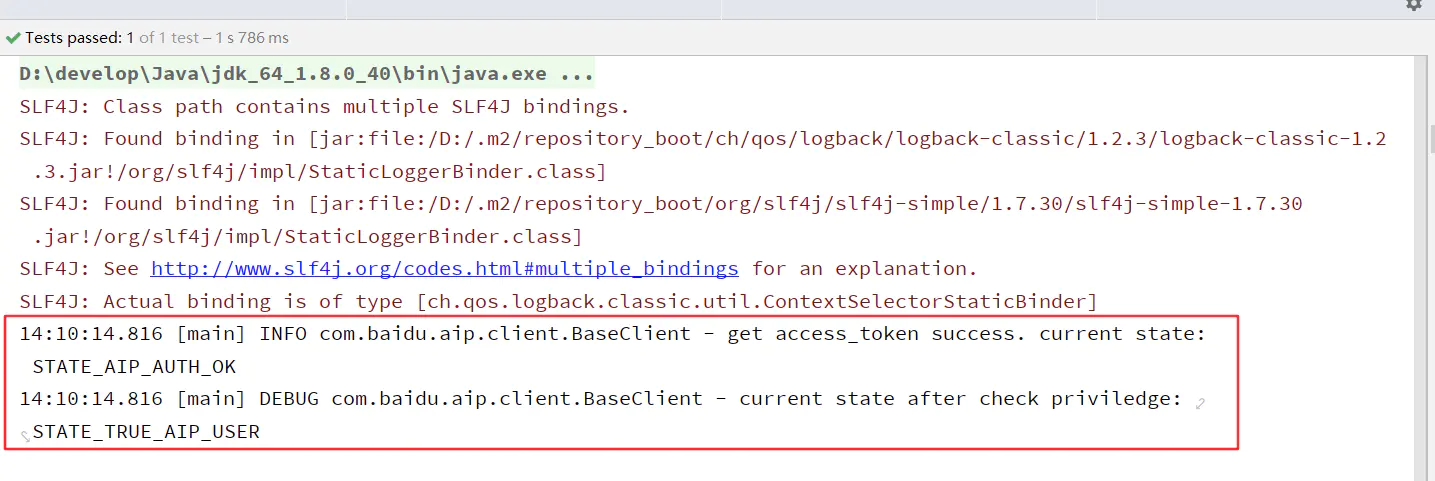 Tests passed: 1 of 1 test – 1 s 786 ms
D:\develop\Java\jdk_64_1.8.0_40\bin\java.exe ...
SLF4J: Class path contains multiple SLF4J bindings.
SLF4J: Found binding in [jar:file:/D:/.m2/repository_boot/ch/qos/logback/logback-classic/1.2.3/logback-classic-1.2
.3.jar!/org/slf4j/impl/StaticLoggerBinder.class]
SLF4J: Found binding in [jar:file:/D:/.m2/repository_boot/org/slf4j/slf4j-simple/1.7.30/slf4j-simple-1.7.30
.jar!/org/slf4j/impl/StaticLoggerBinder.class]
SLF4J: See http://www.slf4j.org/codes.html#multiple_bindings for an explanation.
SLF4J: Actual binding is of type [ch.qos.logback.classic.util.ContextSelectorStaticBinder]
14:10:14.816 [main] INFO com.baidu.aip.client.BaseClient - get access_token success. current state:
STATE_AIP_AUTH_OK
14:10:14.816 [main] DEBUG com.baidu.aip.client.BaseClient - current state after check priviledge:
STATE_TRUE_AIP_USER